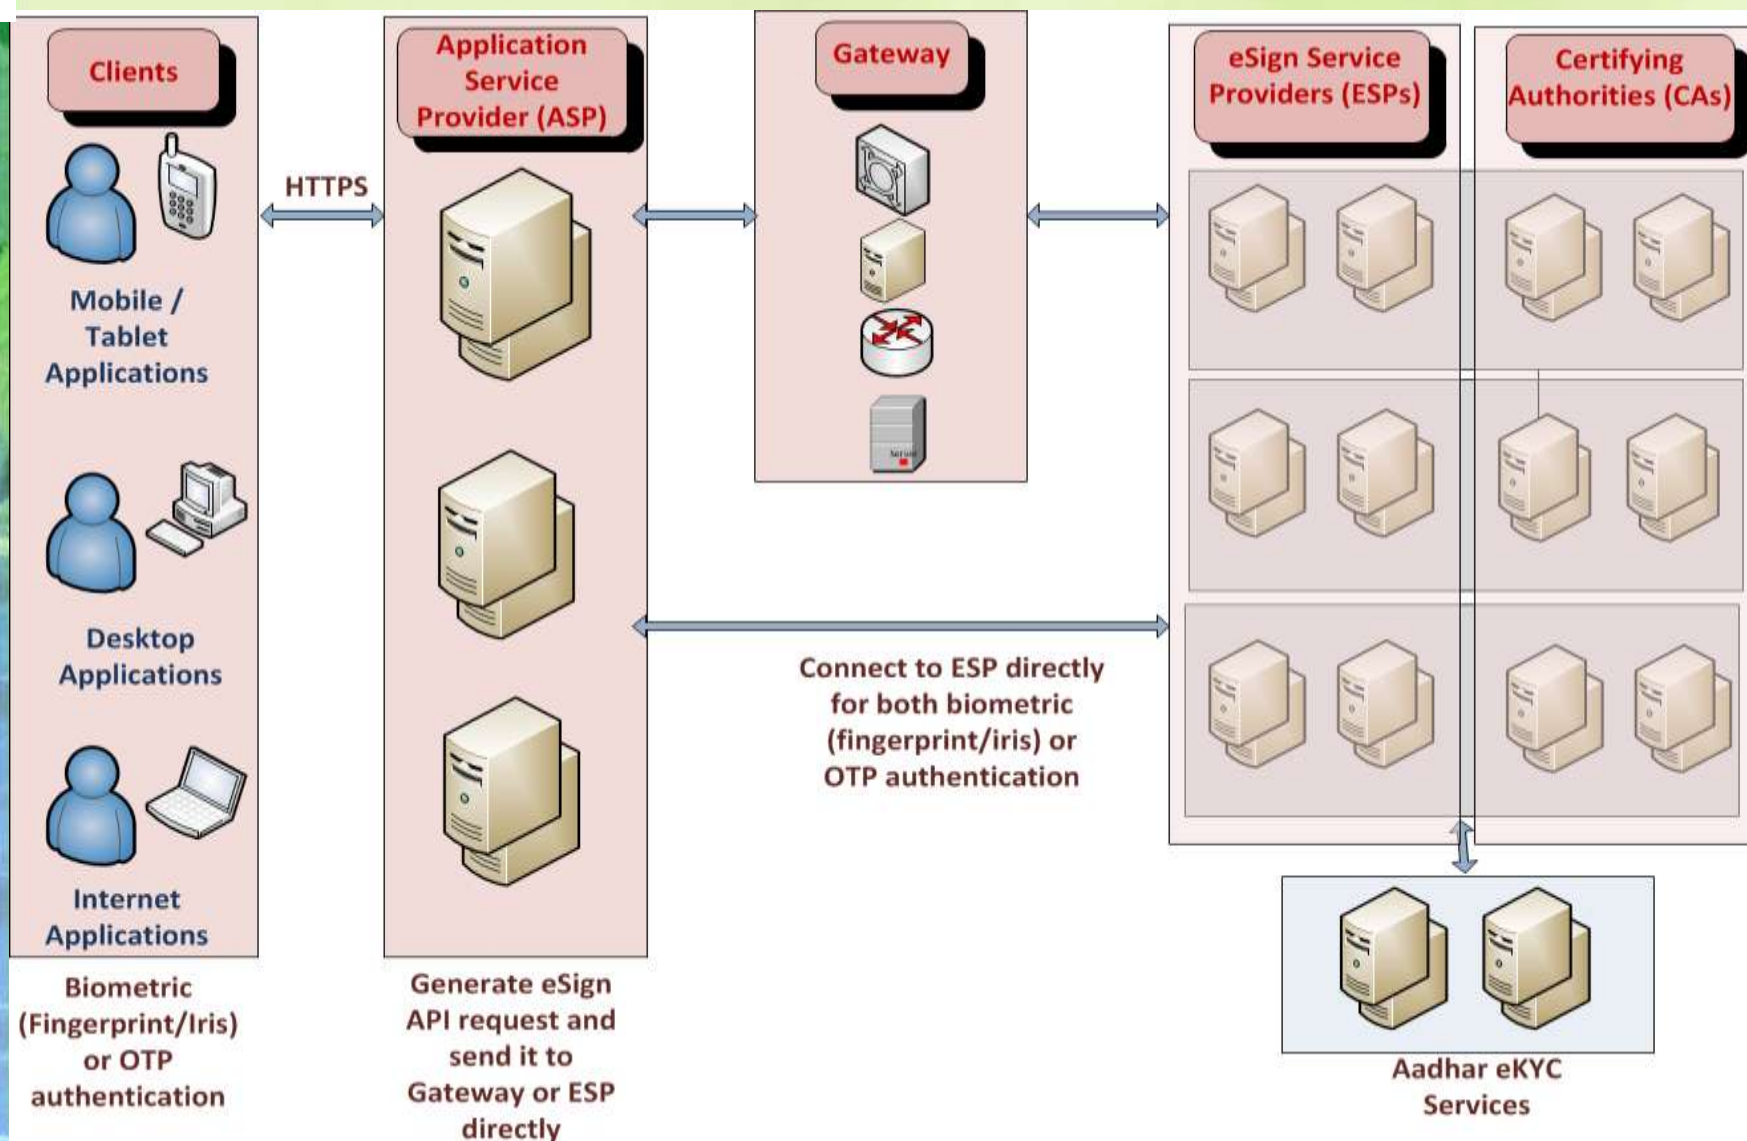 Clients
Application
Service
Provider (ASP)
Gateway
eSign Service
Providers (ESPs)
Certifying
Authorities (CAs)
HTTPS
Mobile /
Tablet
Applications
Desktop
Applications
Internet
Applications
Server
Connect to ESP directly
for both biometric
(fingerprint/iris) or
OTP authentication
Biometric
(Fingerprint/Iris)
or OTP
authentication
Generate eSign
API request and
send it to
Gateway or ESP
directly
Aadhar eKYC
Services